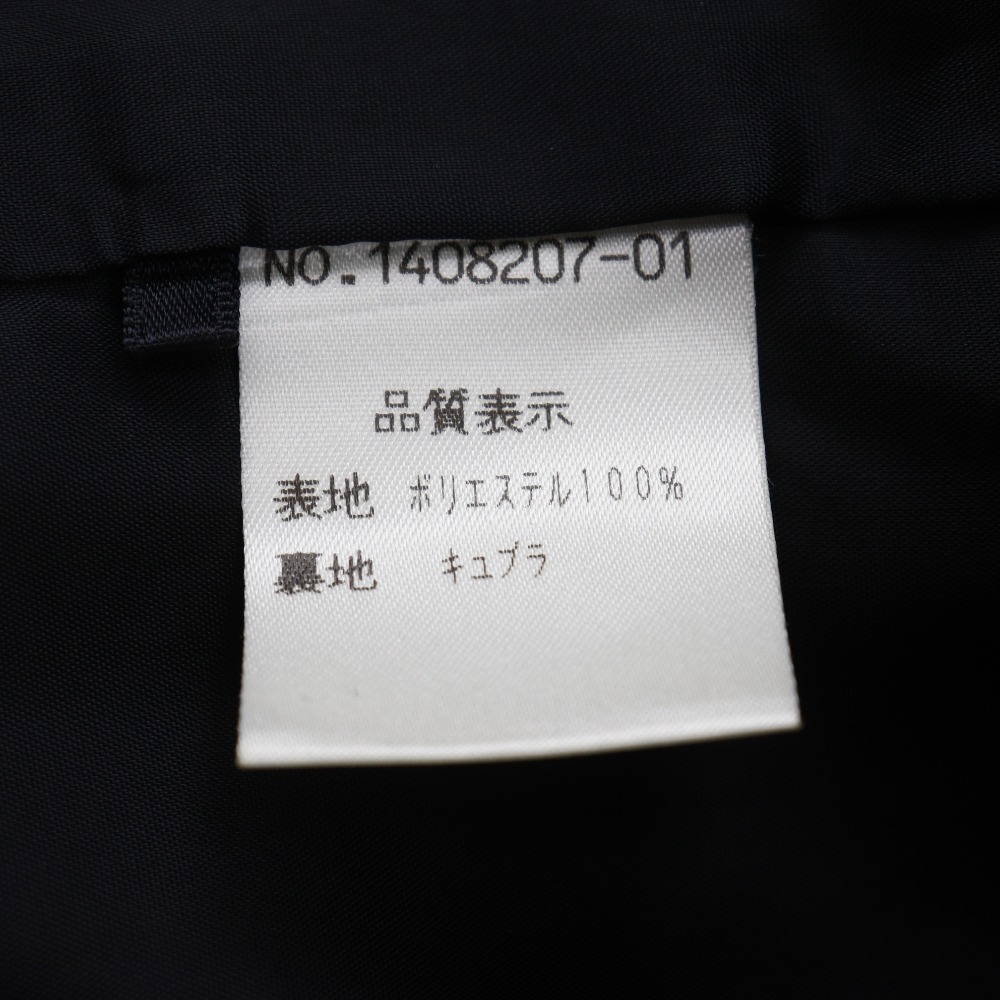 NO.1408207-01
品質表示
表地 ポリエステル100%
裏地 キュプラ